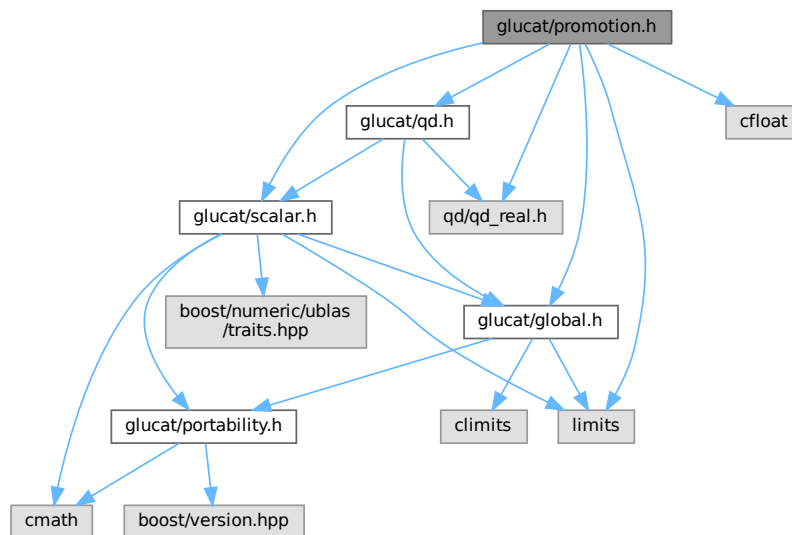 glucat/promotion.h
glucat/qd.h
cfloat
glucat/scalar.h
qd/qd_real.h
boost/numeric/ublas
/traits.hpp
glucat/global.h
glucat/portability.h
climits
limits
cmath
boost/version.hpp